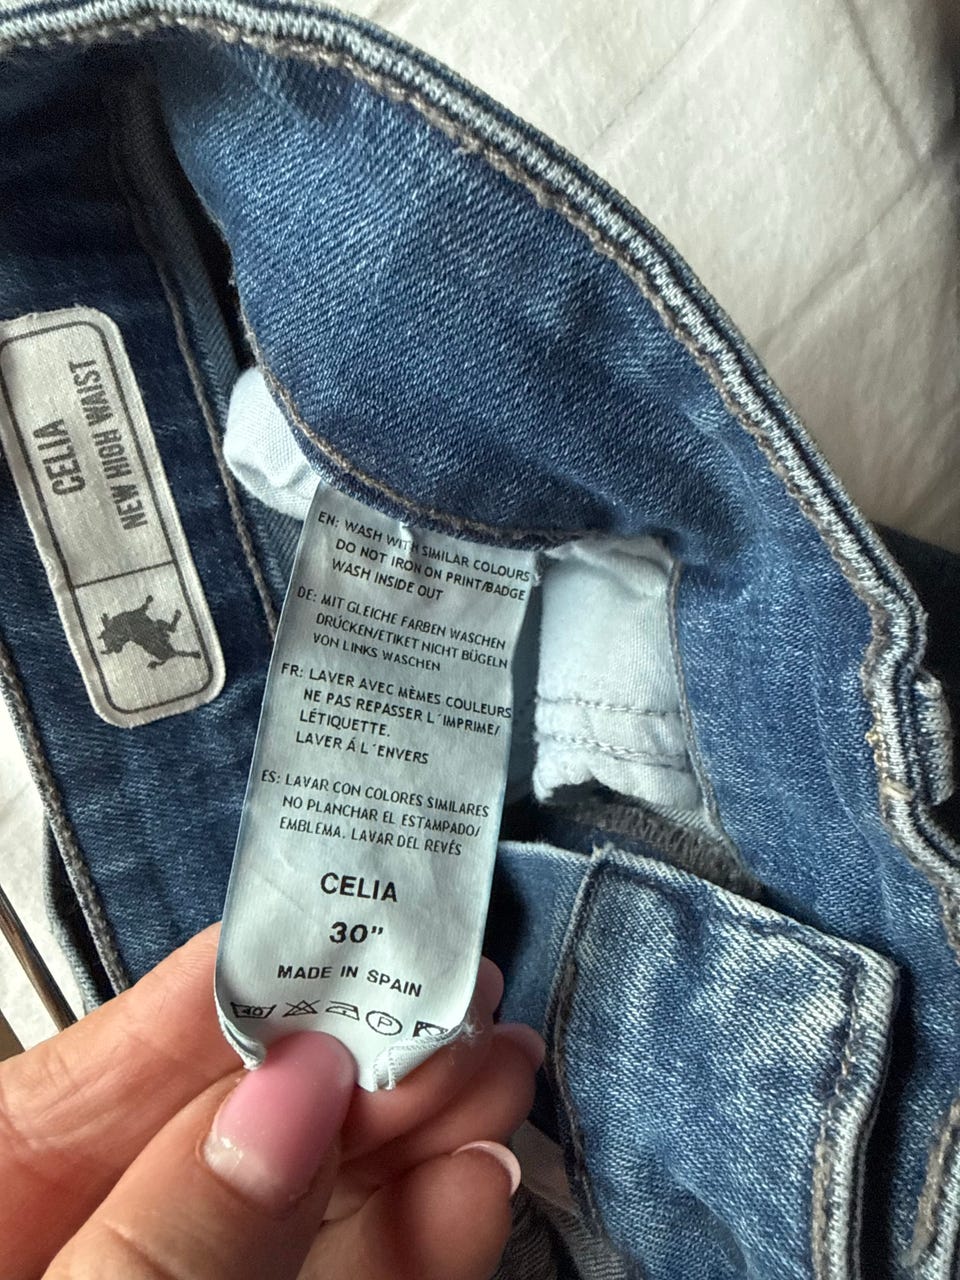 CELIA
NEW HIGH WAIST
EN: WASH WITH SIMILAR COLOURS
DO NOT IRON ON PRINT/BADGE
WASH INSIDE OUT
DE: MIT GLEICHE FARBEN WASCHEN
DRÜCKEN/ETIKET NICHT BÜGELN
VON LINKS WASCHEN
FR: LAVER AVEC MÈMES COULEURS
NE PAS REPASSER L´IMPRIME/
LÉTIQUETTE.
LAVER Á L´ENVERS
ES: LAVAR CON COLORES SIMILARES
NO PLANCHAR EL ESTAMPADO/
EMBLEMA. LAVAR DEL REVÉS
CELIA
30"
MADE IN SPAIN
40 P